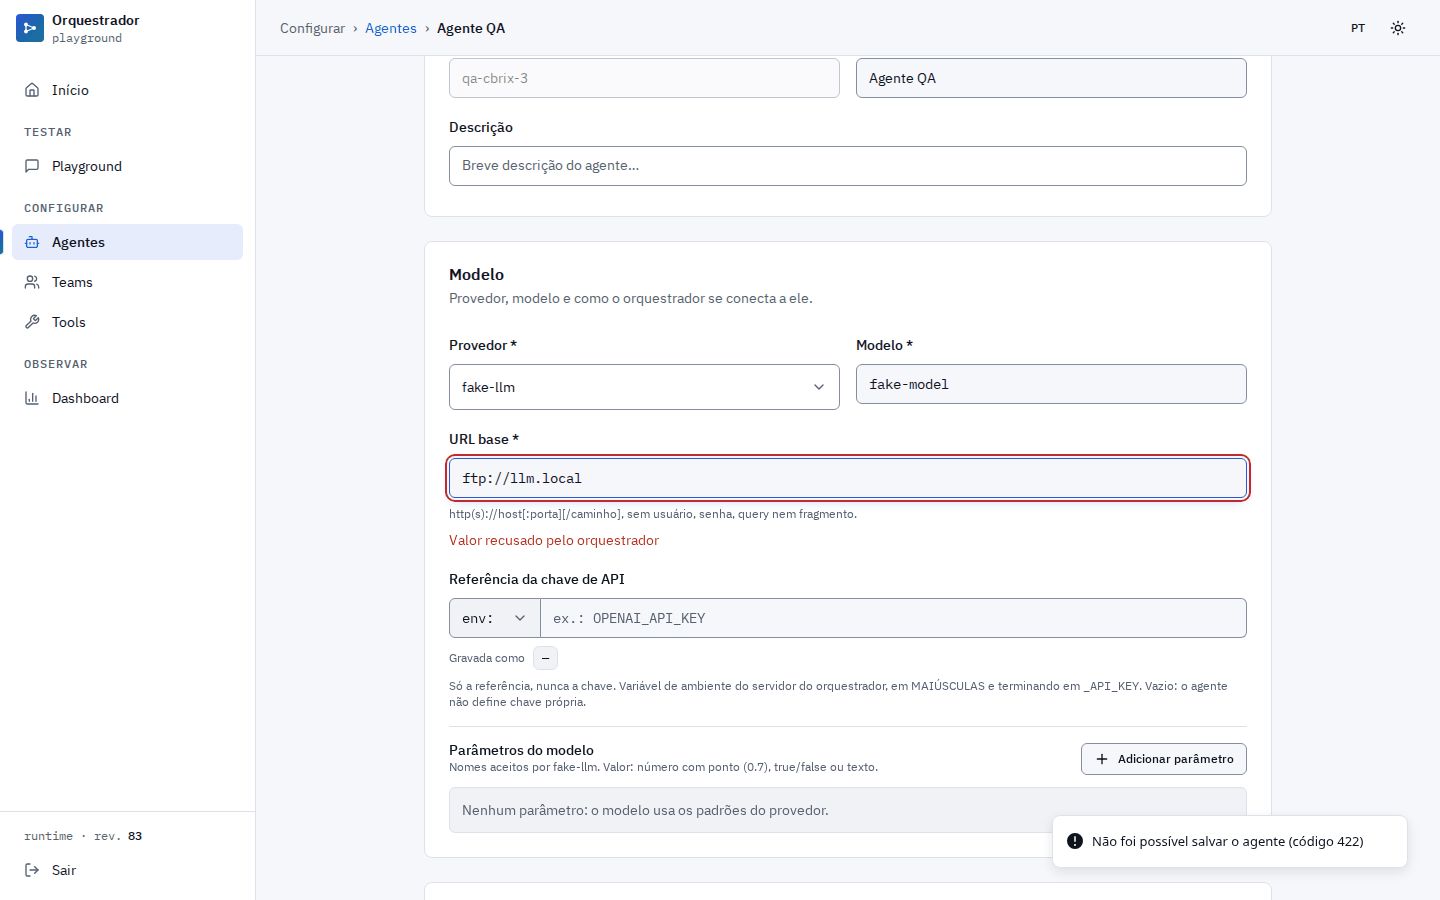 Orquestrador
playground
Configurar › Agentes › Agente QA
PT
Início
TESTAR
Playground
CONFIGURAR
Agentes
Teams
Tools
OBSERVAR
Dashboard
runtime · rev. 83
Sair
qa-cbrix-3
Agente QA
Descrição
Breve descrição do agente...
Modelo
Provedor, modelo e como o orquestrador se conecta a ele.
Provedor *
Modelo *
fake-llm
fake-model
URL base *
ftp://llm.local
http(s)://host[:porta][/caminho], sem usuário, senha, query nem fragmento.
Valor recusado pelo orquestrador
Referência da chave de API
env:
ex.: OPENAI_API_KEY
Gravada como —
Só a referência, nunca a chave. Variável de ambiente do servidor do orquestrador, em MAIÚSCULAS e terminando em _API_KEY. Vazio: o agente
não define chave própria.
Parâmetros do modelo
Nomes aceitos por fake-llm. Valor: número com ponto (0.7), true/false ou texto.
Adicionar parâmetro
Nenhum parâmetro: o modelo usa os padrões do provedor.
Não foi possível salvar o agente (código 422)